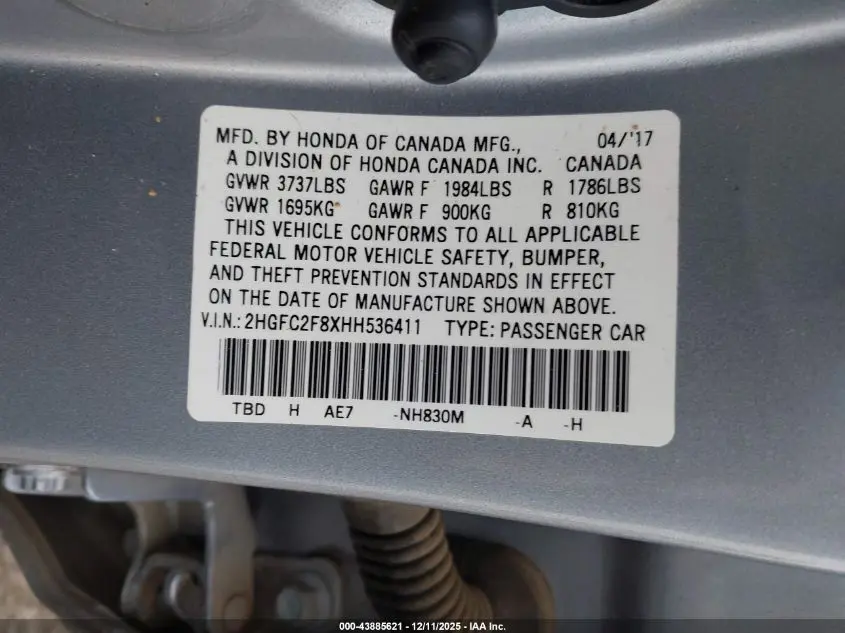 MFD. BY HONDA OF CANADA MFG., 04/'17
A DIVISION OF HONDA CANADA INC. CANADA
GVWR 3737LBS GAWR F 1984LBS R 1786LBS
GVWR 1695KG GAWR F 900KG R 810KG
THIS VEHICLE CONFORMS TO ALL APPLICABLE
FEDERAL MOTOR VEHICLE SAFETY, BUMPER,
AND THEFT PREVENTION STANDARDS IN EFFECT
ON THE DATE OF MANUFACTURE SHOWN ABOVE.
V.I.N.: 2HGFC2F8XHH536411 TYPE: PASSENGER CAR
TBD H AE7 -NH830M -A -H
000-43885621 - 12/11/2025 - IAA Inc.